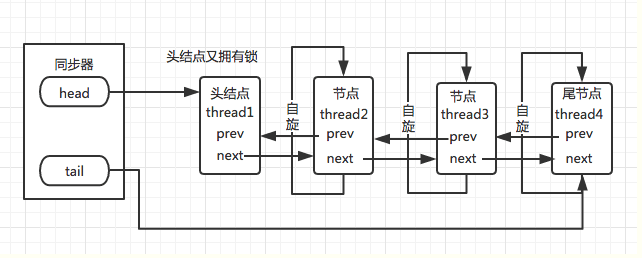 同步器
head
tail
头结点又拥有锁
头结点
thread1
prev
next
自旋
节点
thread2
prev
next
自旋
节点
thread3
prev
next
自旋
尾节点
thread4
prev
next